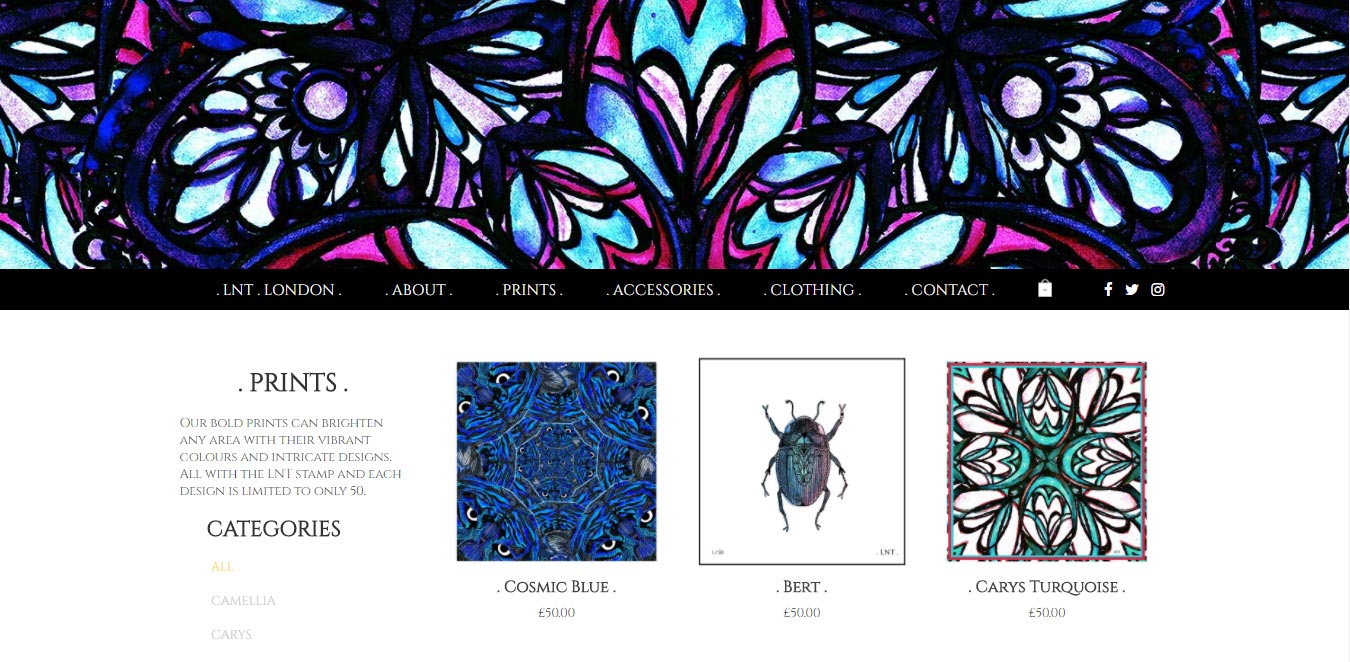 . LNT . LONDON .
. ABOUT .
. PRINTS .
. ACCESSORIES .
. CLOTHING .
. CONTACT .
. PRINTS .
Our bold prints can brighten
any area with their vibrant
colours and intricate designs.
All with the LNT stamp and each
design is limited to only 50.
CATEGORIES
ALL
CAMELLIA
CARYS
1/50
. LNT .
. Cosmic Blue .
£50.00
. Bert .
£50.00
. Carys Turquoise .
£50.00